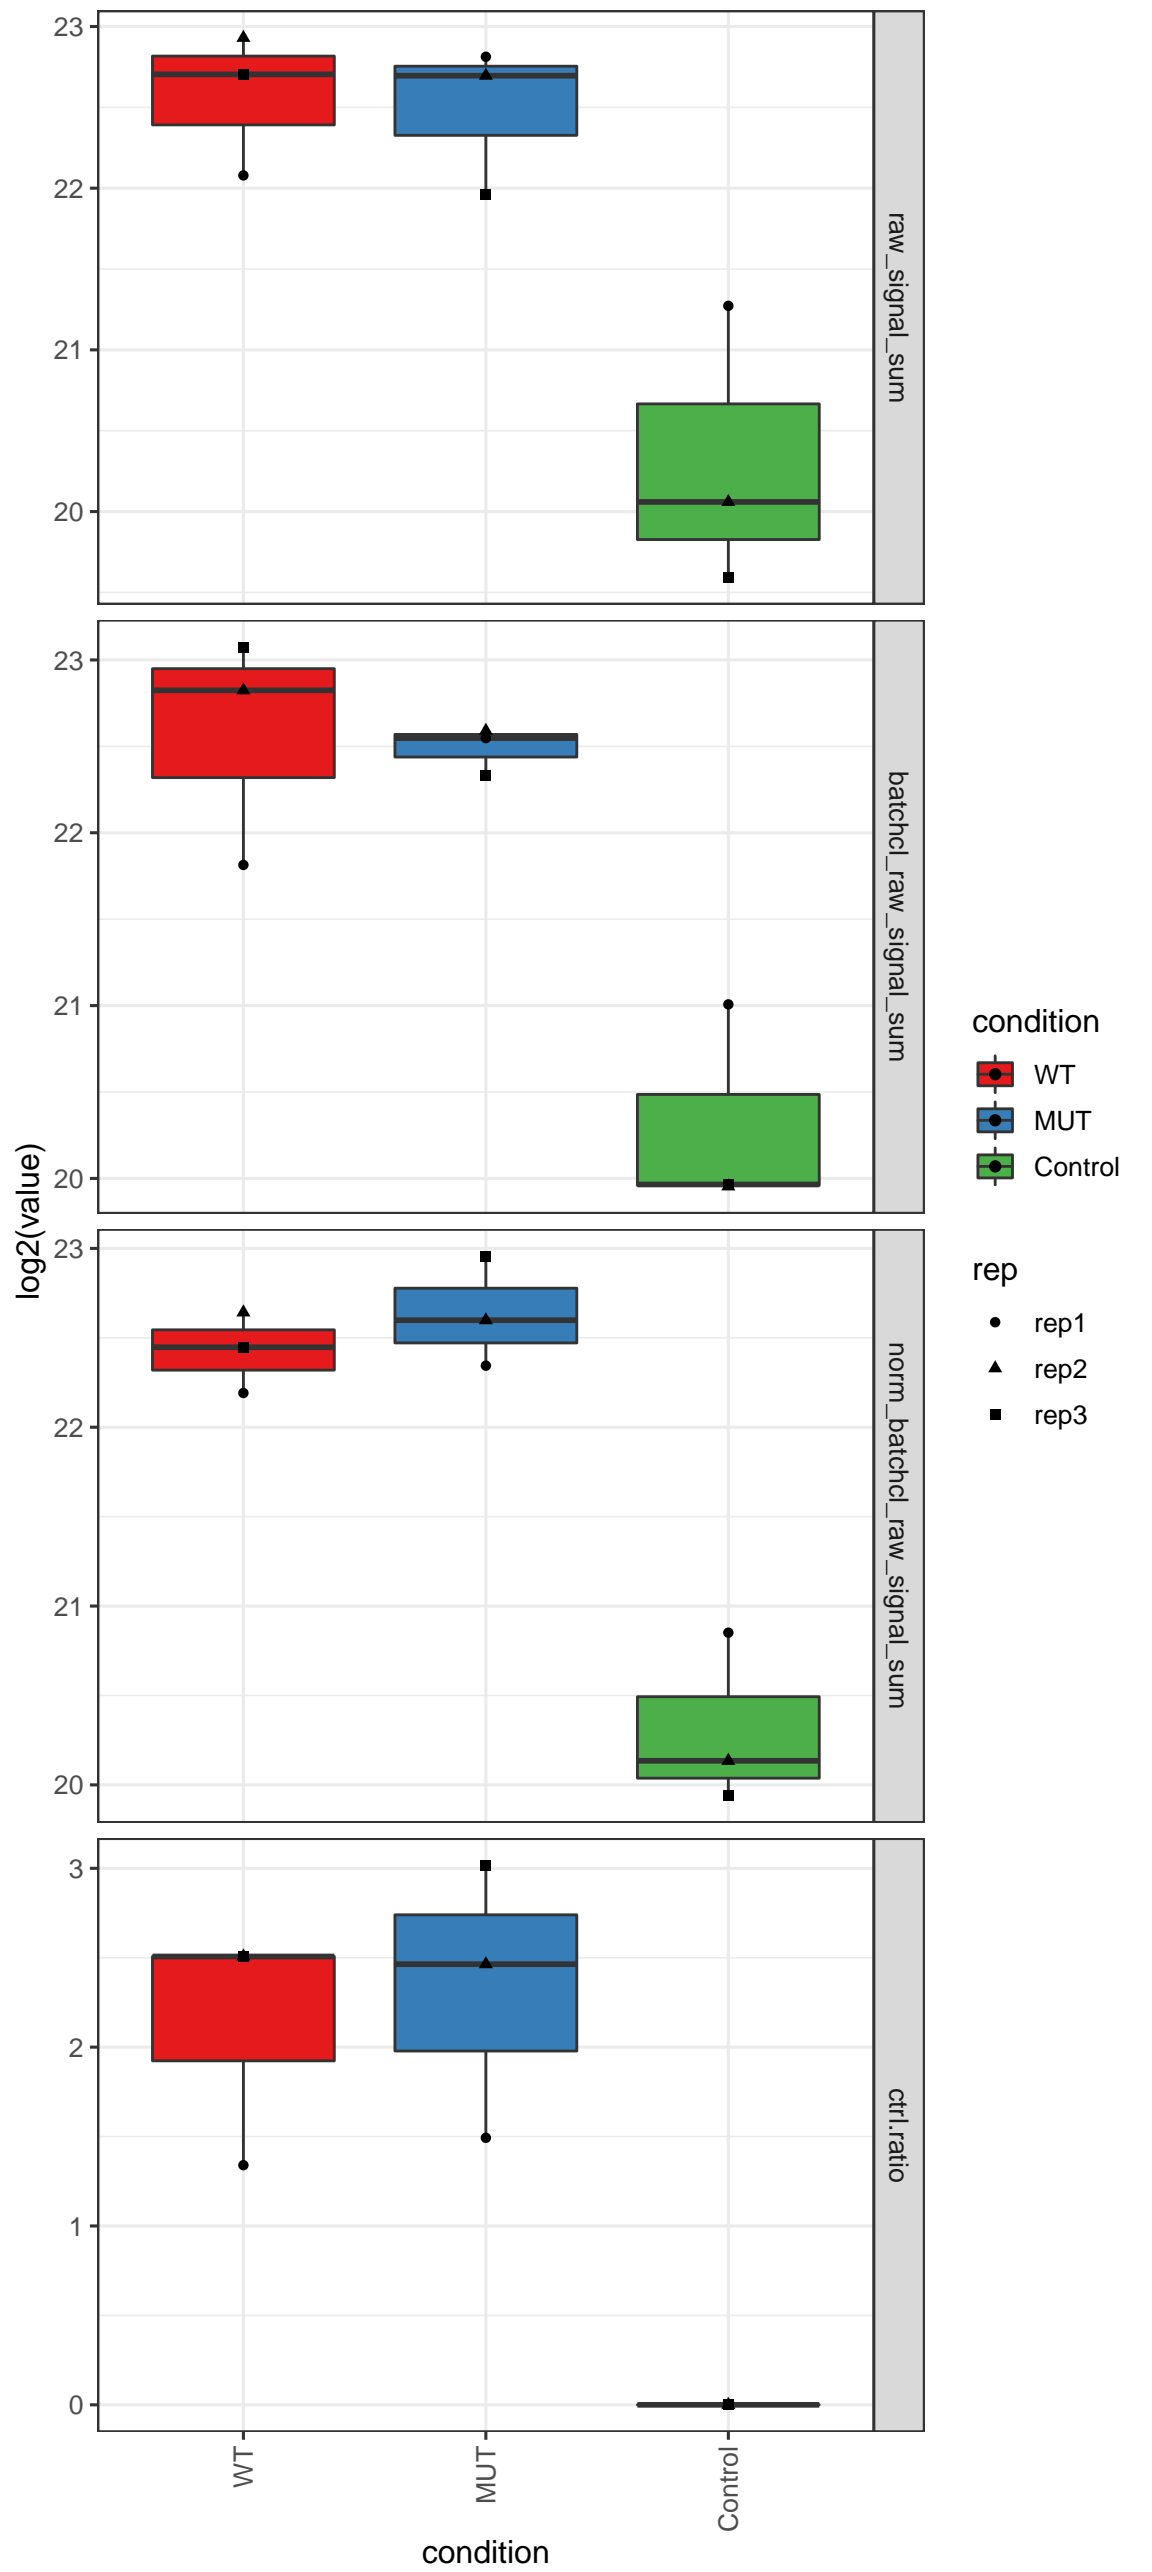 log2(value)
23
22
21
20
raw_signal_sum
23
22
21
20
batchcl_raw_signal_sum
23
22
21
20
norm_batchcl_raw_signal_sum
3
2
1
0
ctrl.ratio
WT
MUT
Control
condition
condition
WT
MUT
Control
rep
rep1
rep2
rep3